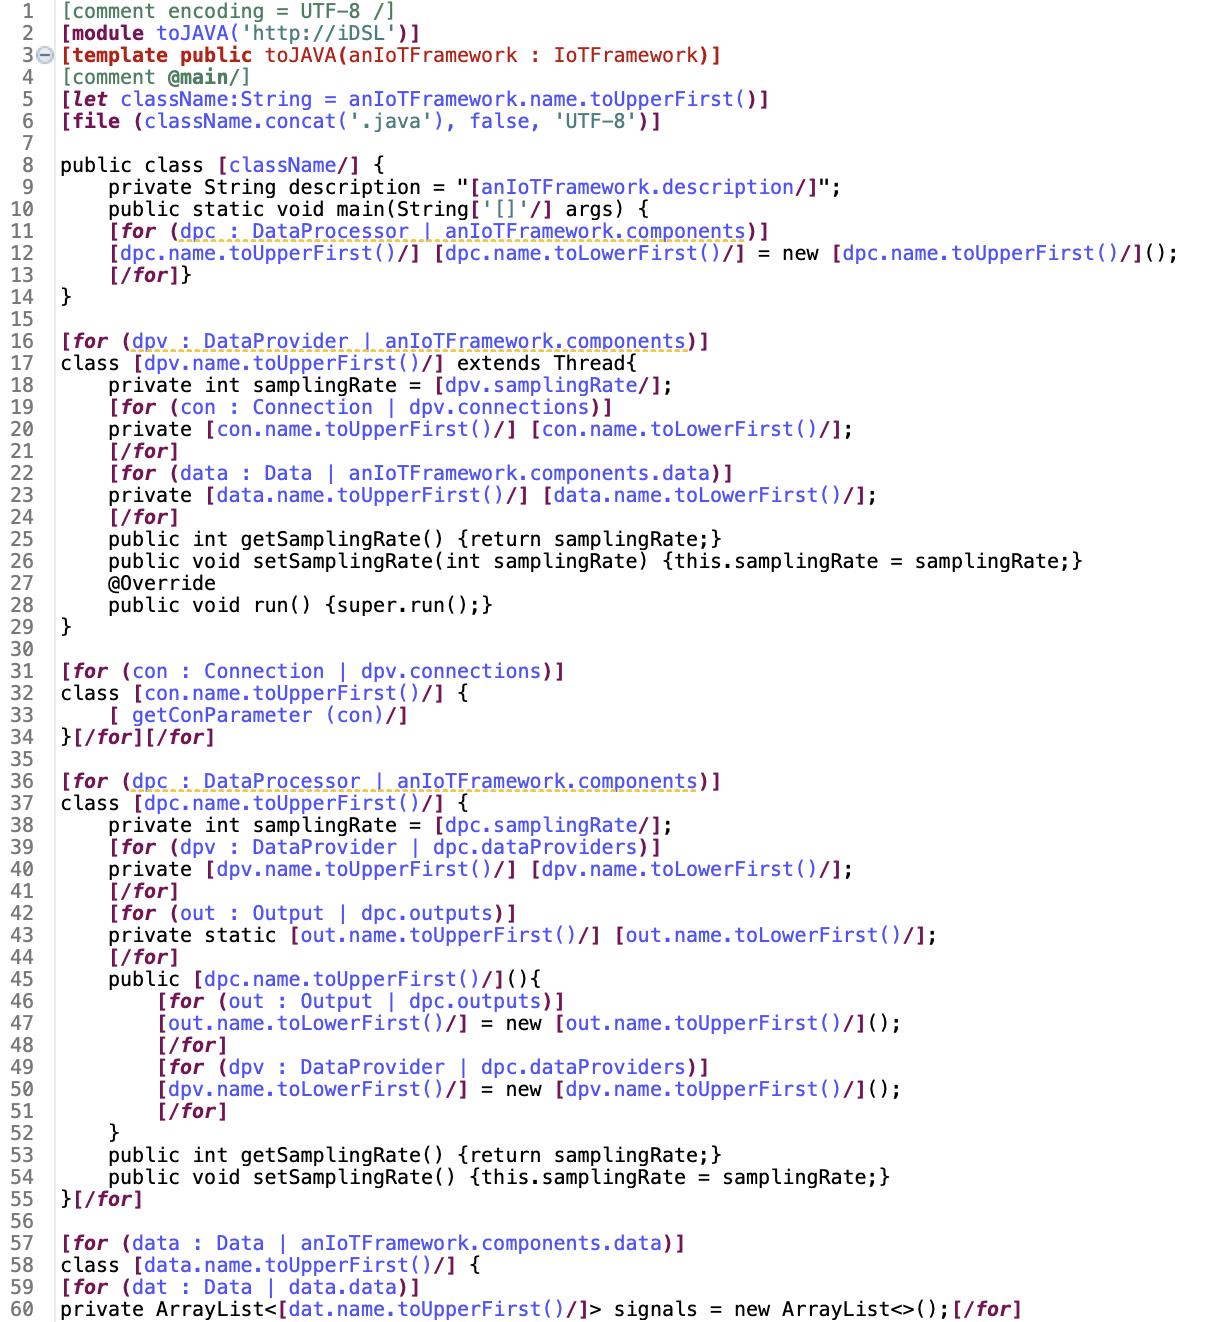 1 [comment encoding = UTF-8 /]
2 [module toJAVA('http://iDSL')]
3 [template public toJAVA(anIoTFramework : IoTFramework)]
4 [comment @main/]
5 [let className:String = anIoTFramework.name.toUpperFirst()]
6 [file (className.concat('.java'), false, 'UTF-8')]
7
8 public class [className/] {
9     private String description = "[anIoTFramework.description/]";
10     public static void main(String['[]'/] args) {
11     [for (dpc : DataProcessor | anIoTFramework.components)]
12     [dpc.name.toUpperFirst()/] [dpc.name.toLowerFirst()/] = new [dpc.name.toUpperFirst()/]();
13     [/for]}
14 }
15
16 [for (dpv : DataProvider | anIoTFramework.components)]
17 class [dpv.name.toUpperFirst()/] extends Thread{
18     private int samplingRate = [dpv.samplingRate/];
19     [for (con : Connection | dpv.connections)]
20     private [con.name.toUpperFirst()/] [con.name.toLowerFirst()/];
21     [/for]
22     [for (data : Data | anIoTFramework.components.data)]
23     private [data.name.toUpperFirst()/] [data.name.toLowerFirst()/];
24     [/for]
25     public int getSamplingRate() {return samplingRate;}
26     public void setSamplingRate(int samplingRate) {this.samplingRate = samplingRate;}
27     @Override
28     public void run() {super.run();}
29 }
30
31 [for (con : Connection | dpv.connections)]
32 class [con.name.toUpperFirst()/] {
33     [ getConParameter (con)/]
34 }[/for][/for]
35
36 [for (dpc : DataProcessor | anIoTFramework.components)]
37 class [dpc.name.toUpperFirst()/] {
38     private int samplingRate = [dpc.samplingRate/];
39     [for (dpv : DataProvider | dpc.dataProviders)]
40     private [dpv.name.toUpperFirst()/] [dpv.name.toLowerFirst()/];
41     [/for]
42     [for (out : Output | dpc.outputs)]
43     private static [out.name.toUpperFirst()/] [out.name.toLowerFirst()/];
44     [/for]
45     public [dpc.name.toUpperFirst()/](){
46         [for (out : Output | dpc.outputs)]
47         [out.name.toLowerFirst()/] = new [out.name.toUpperFirst()/]();
48         [/for]
49         [for (dpv : DataProvider | dpc.dataProviders)]
50         [dpv.name.toLowerFirst()/] = new [dpv.name.toUpperFirst()/]();
51         [/for]
52     }
53     public int getSamplingRate() {return samplingRate;}
54     public void setSamplingRate() {this.samplingRate = samplingRate;}
55 }[/for]
56
57 [for (data : Data | anIoTFramework.components.data)]
58 class [data.name.toUpperFirst()/] {
59 [for (dat : Data | data.data)]
60 private ArrayList<[dat.name.toUpperFirst()/]> signals = new ArrayList<>();[/for]